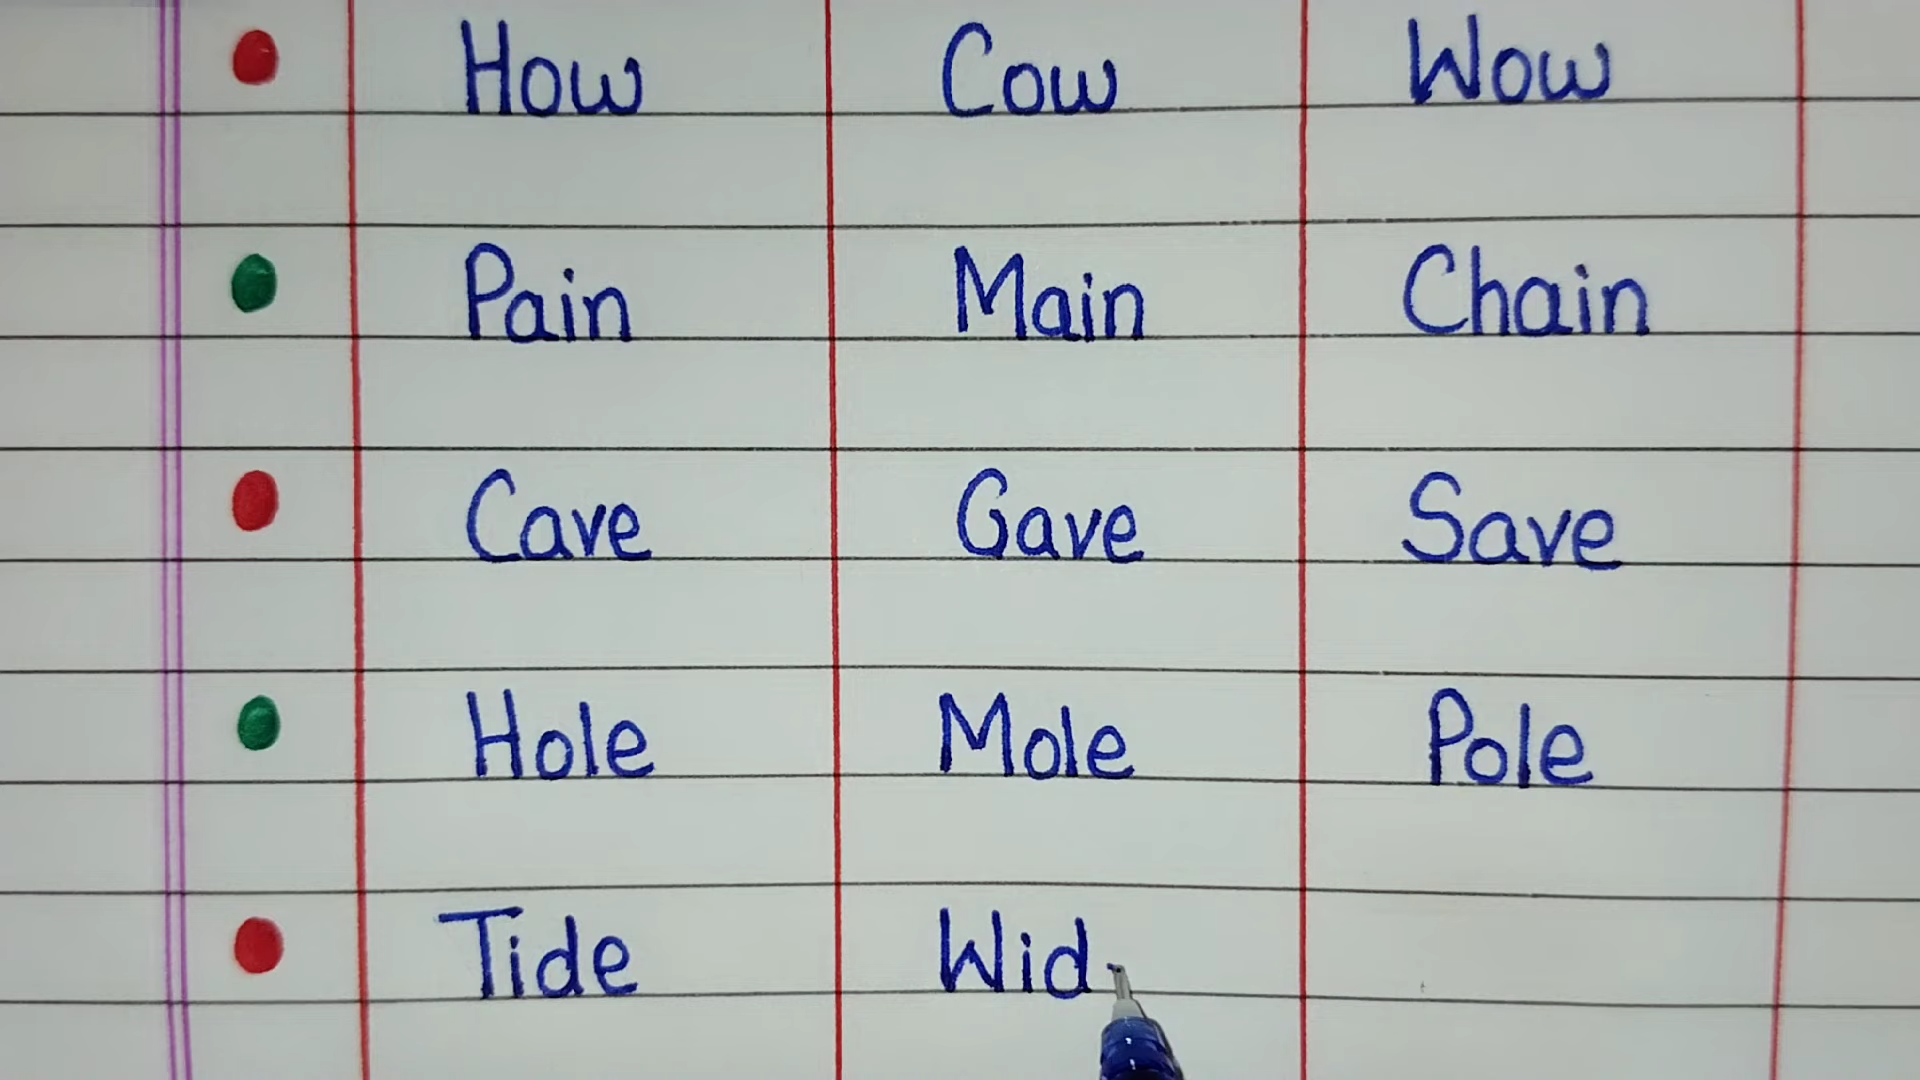 How Cow Wow
Pain Main Chain
Cave Gave Save
Hole Mole Pole
Tide Wid